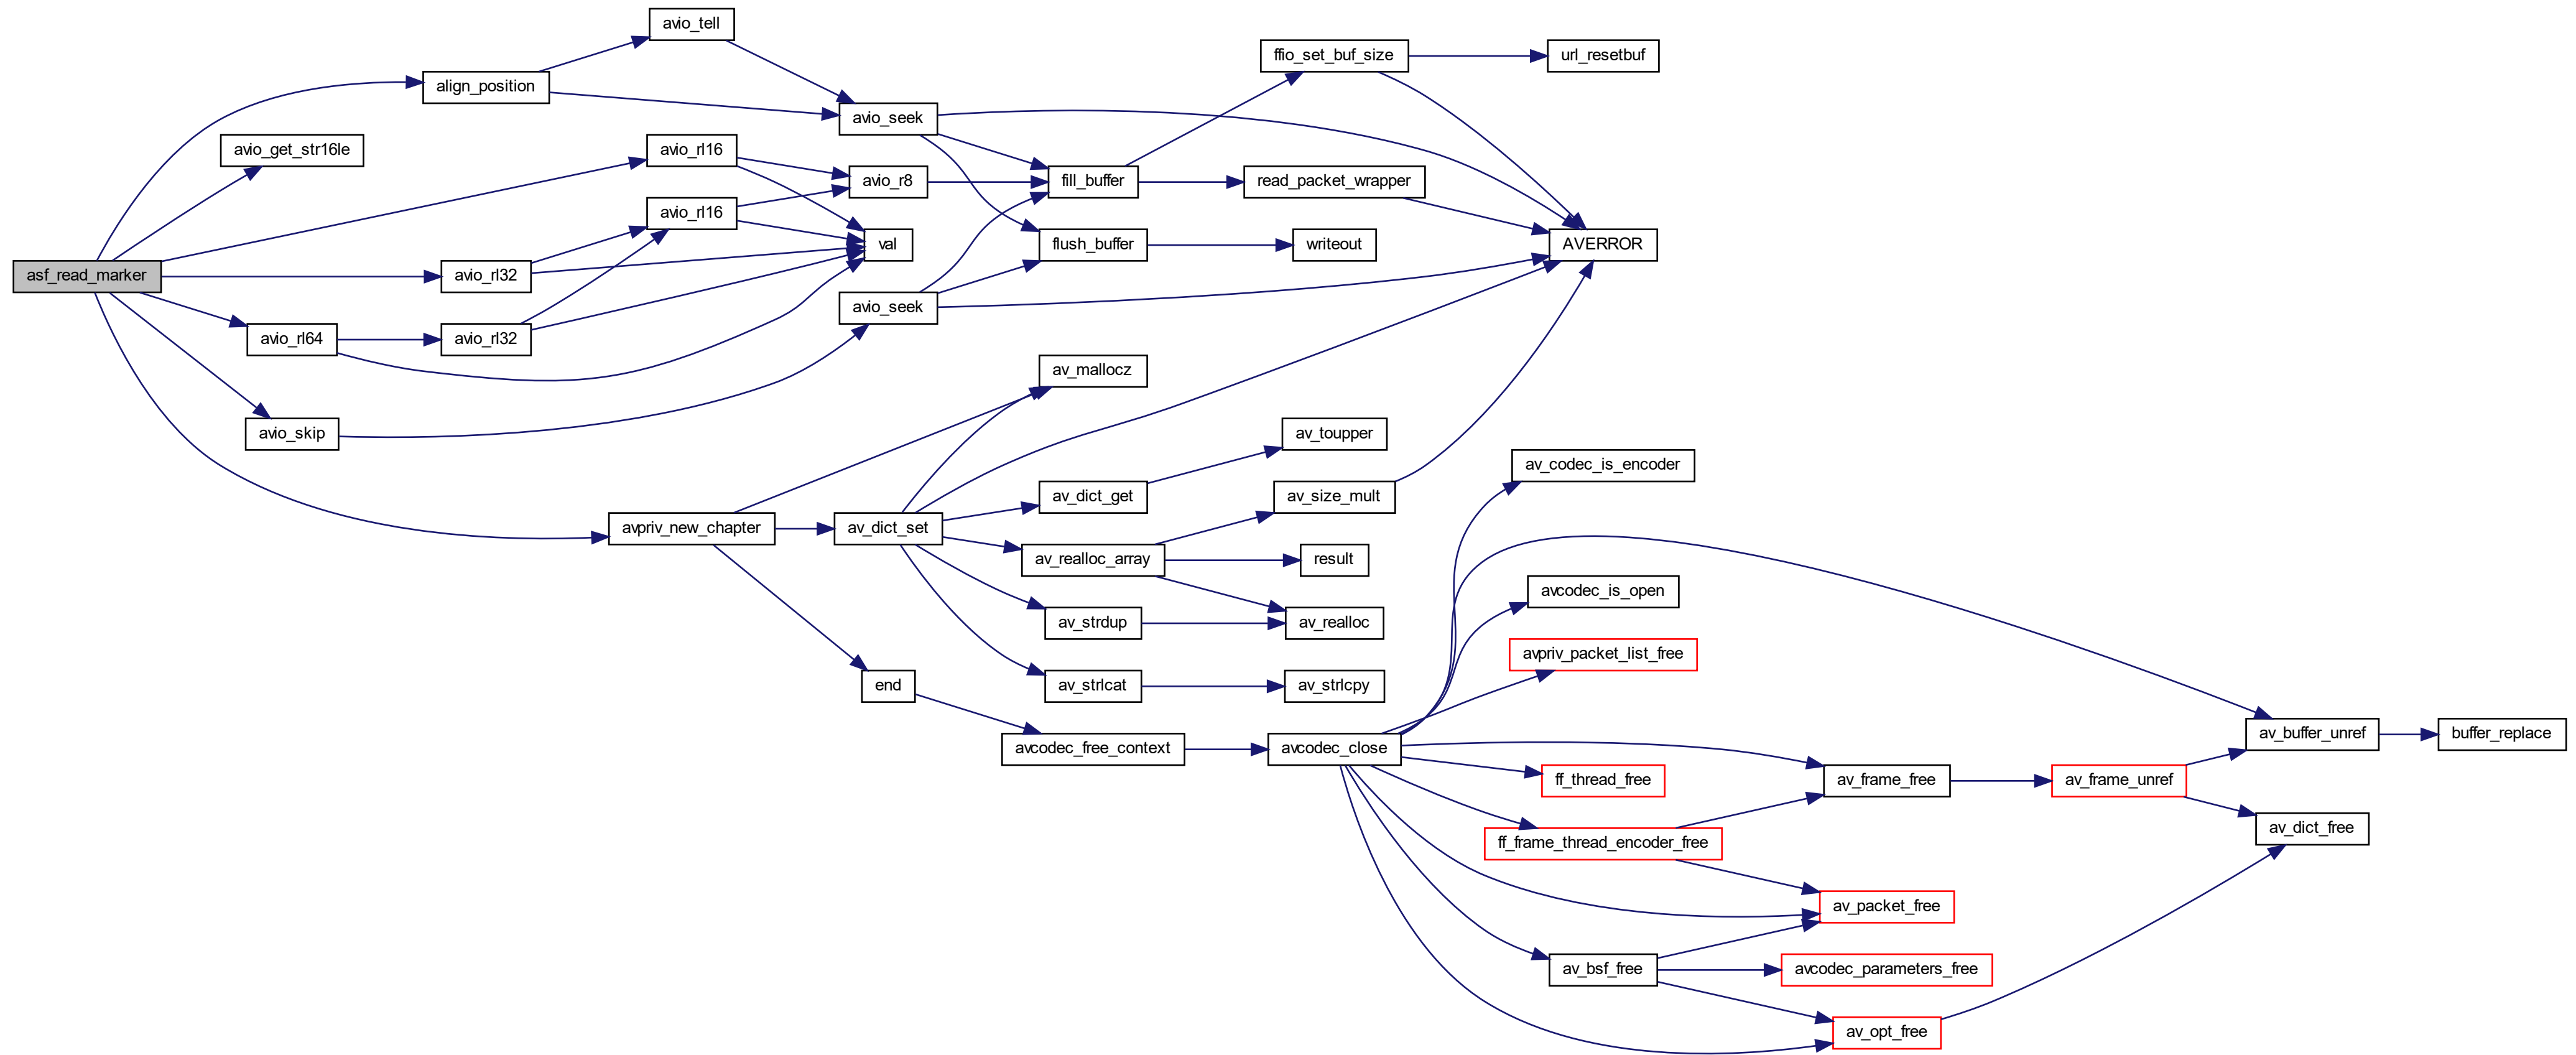 asf_read_marker
align_position
avio_tell
avio_get_str16le
avio_rl16
avio_rl16
avio_rl32
avio_rl64
avio_rl32
avio_skip
avpriv_new_chapter
avio_seek
avio_r8
val
avio_seek
av_dict_set
end
fill_buffer
flush_buffer
av_mallocz
av_dict_get
av_realloc_array
av_strdup
av_strlcat
avcodec_free_context
ffio_set_buf_size
read_packet_wrapper
writeout
av_toupper
av_size_mult
result
av_realloc
av_strlcpy
avcodec_close
url_resetbuf
AVERROR
av_codec_is_encoder
avcodec_is_open
avpriv_packet_list_free
ff_thread_free
ff_frame_thread_encoder_free
av_bsf_free
av_frame_free
av_packet_free
avcodec_parameters_free
av_opt_free
av_frame_unref
av_buffer_unref
av_dict_free
buffer_replace